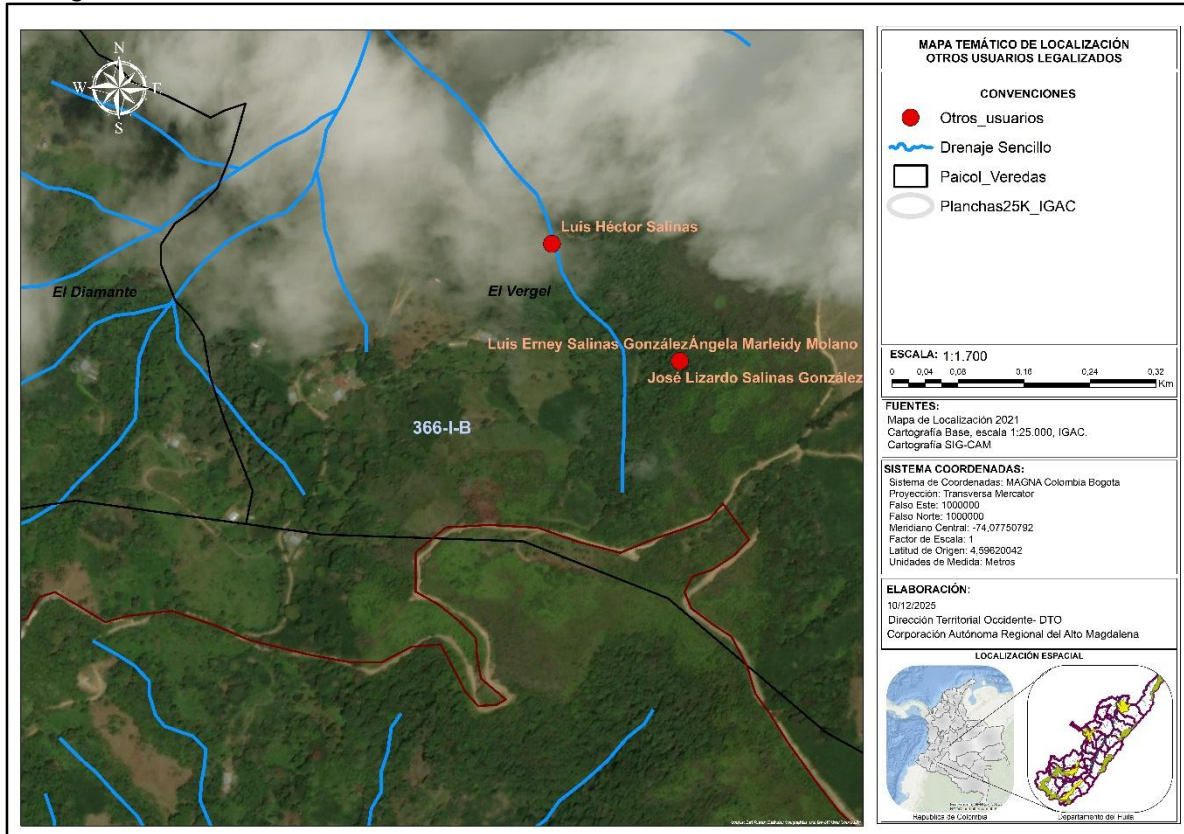 N
W
E
S
Luis Héctor Salinas
El Diamante
El Vergel
Luis Erney Salinas González Ángela Marleidy Molano
José Lizardo Salinas González
366-I-B
MAPA TEMÁTICO DE LOCALIZACIÓN
OTROS USUARIOS LEGALIZADOS
CONVENCIONES
Otros_usuarios
Drenaje Sencillo
Paicol_Veredas
Planchas25K_IGAC
ESCALA: 1:1.700
0 0,04 0,08 0,16 0,24 0,32
Km
FUENTES:
Mapa de Localización 2021
Cartografía Base, escala 1:25.000, IGAC.
Cartografía SIG-CAM
SISTEMA COORDENADAS:
Sistema de Coordenadas: MAGNA Colombia Bogota
Proyección: Transversa Mercator
Falso Este: 1000000
Falso Norte: 1000000
Meridiano Central: -74,07750792
Factor de Escala: 1
Latitud de Origen: 4,59620042
Unidades de Medida: Metros
ELABORACIÓN:
10/12/2025
Dirección Territorial Occidente- DTO
Corporación Autónoma Regional del Alto Magdalena
LOCALIZACIÓN ESPACIAL
República de Colombia
Departamento del Huila